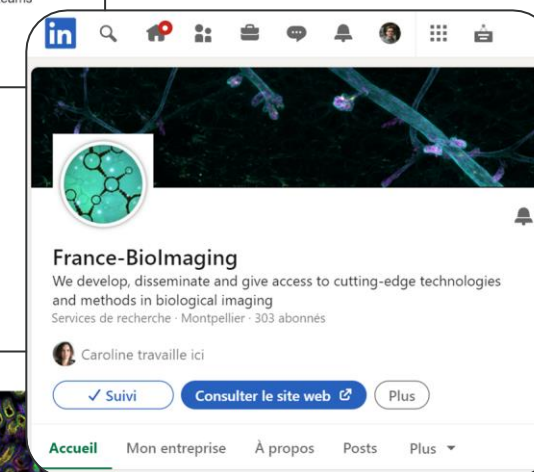 in
France-BioImaging
We develop, disseminate and give access to cutting-edge technologies
and methods in biological imaging
Services de recherche · Montpellier · 303 abonnés
Caroline travaille ici
✓ Suivi Consulter le site web Plus
Accueil Mon entreprise À propos Posts Plus